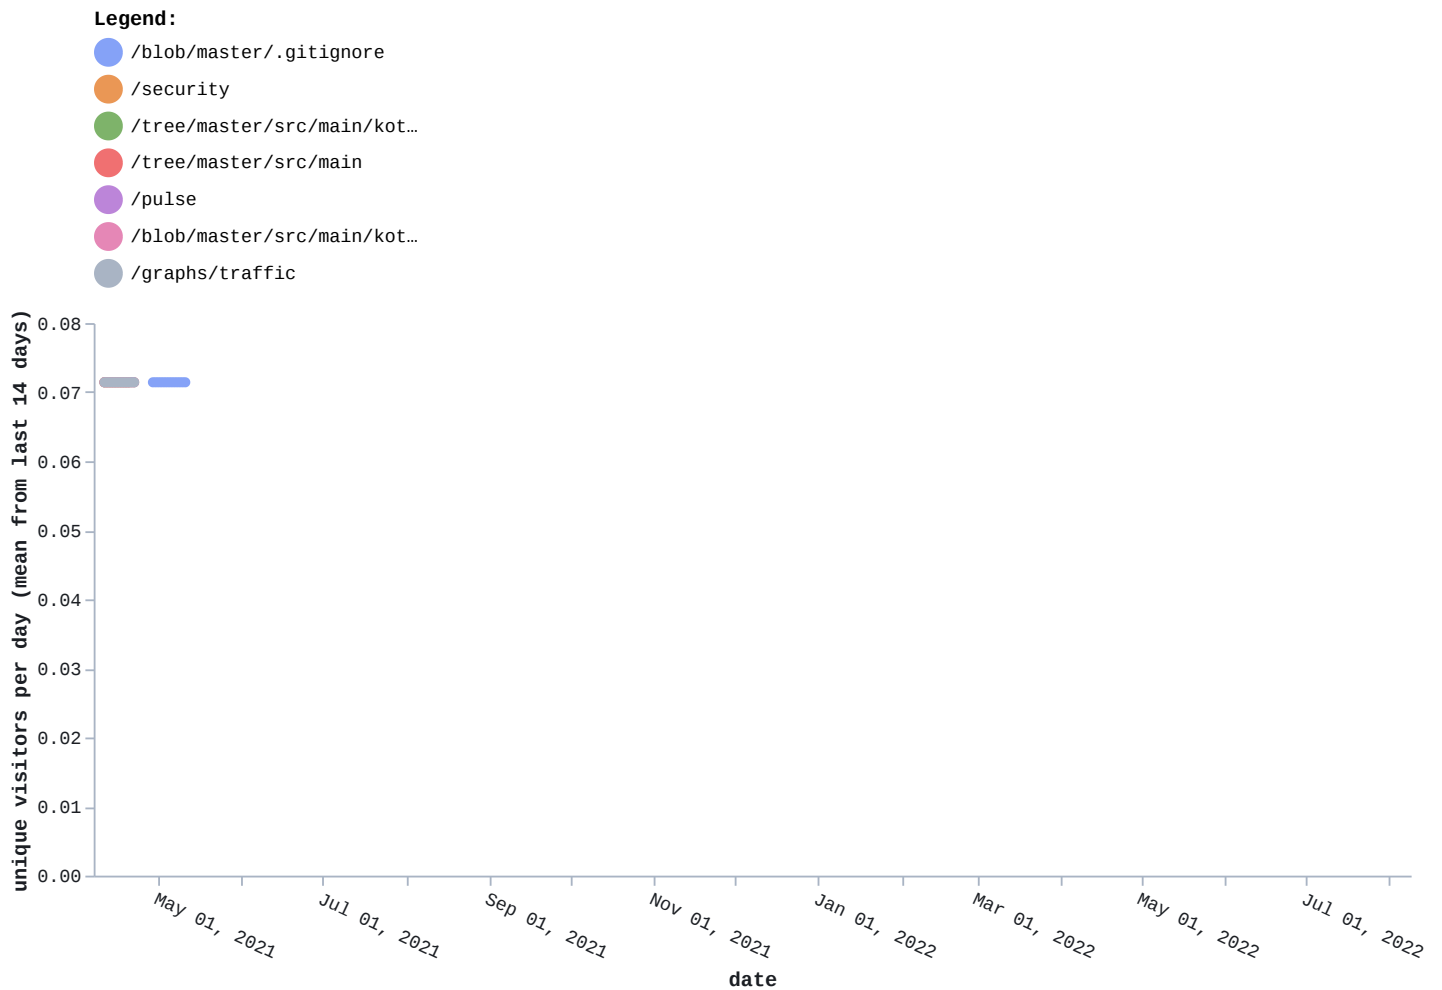 Legend:
/blob/master/.gitignore
/security
/tree/master/src/main/kot…
/tree/master/src/main
/pulse
/blob/master/src/main/kot…
/graphs/traffic
unique visitors per day (mean from last 14 days)
0.08
0.07
0.06
0.05
0.04
0.03
0.02
0.01
0.00
May 01, 2021
Jul 01, 2021
Sep 01, 2021
Nov 01, 2021
Jan 01, 2022
Mar 01, 2022
May 01, 2022
Jul 01, 2022
date